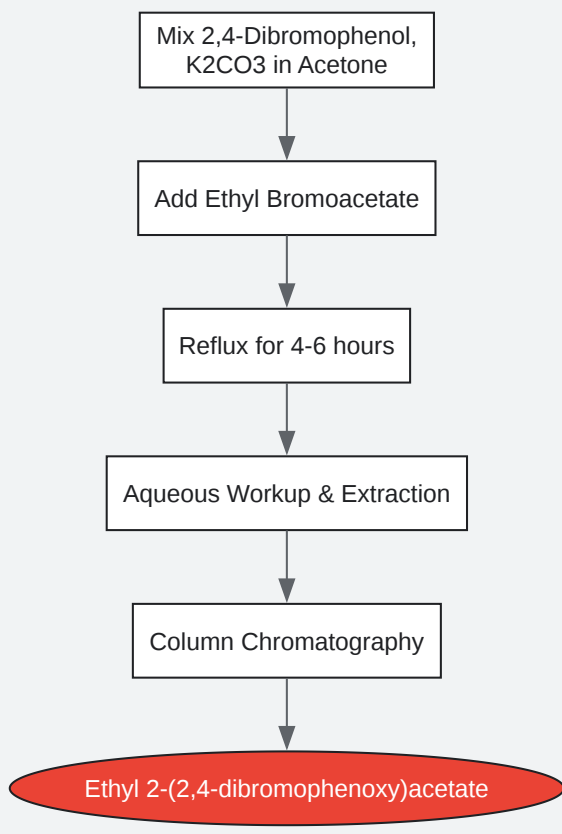 Mix 2,4-Dibromophenol,
K2CO3 in Acetone
Add Ethyl Bromoacetate
Reflux for 4-6 hours
Aqueous Workup & Extraction
Column Chromatography
Ethyl 2-(2,4-dibromophenoxy)acetate